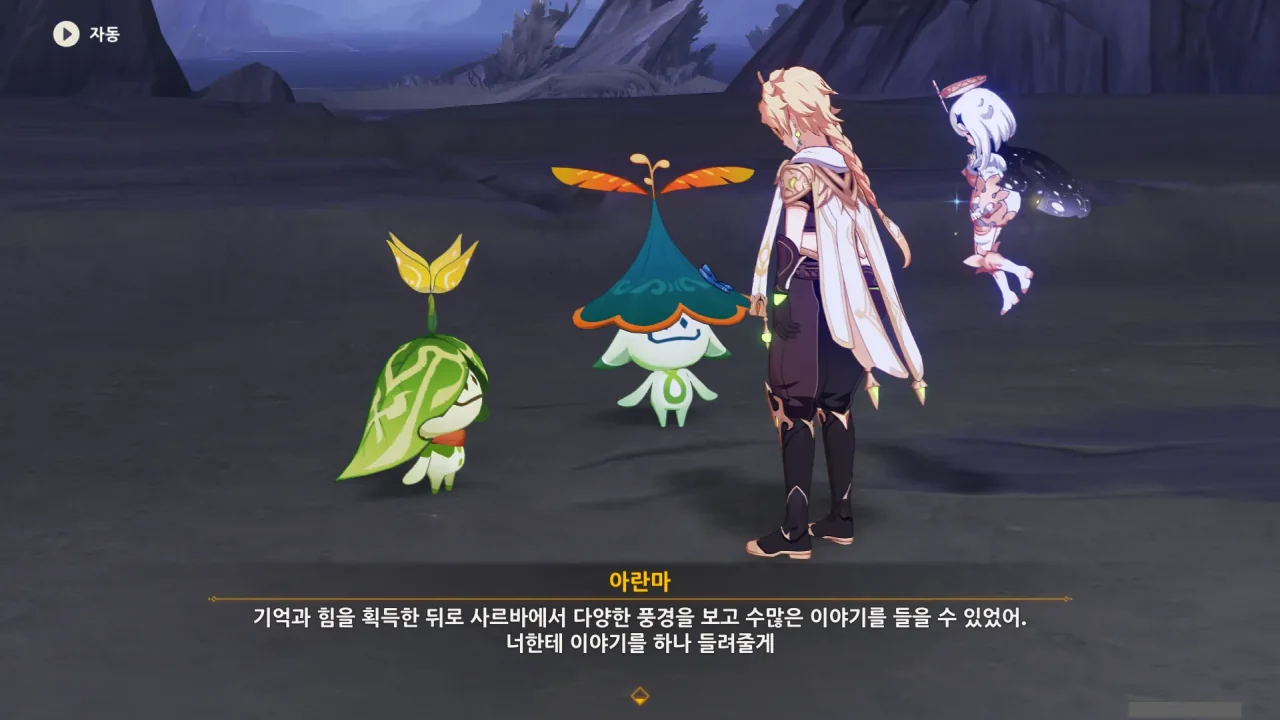 자동
아란마
기억과 힘을 획득한 뒤로 사르바에서 다양한 풍경을 보고 수많은 이야기를 들을 수 있었어.
너한테 이야기를 하나 들려줄게